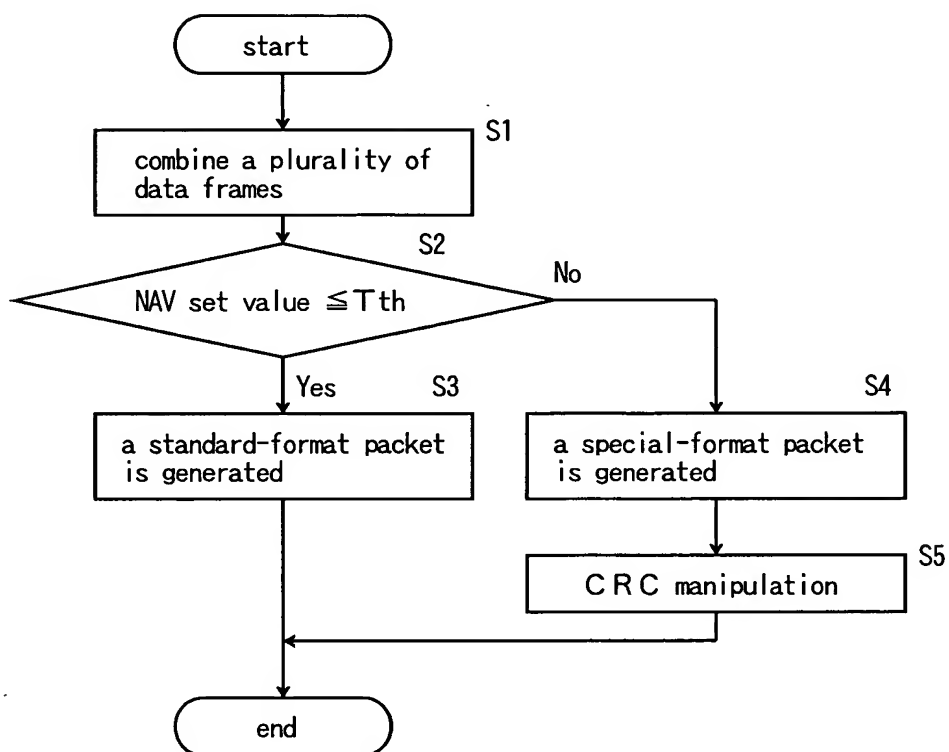 start
S1
combine a plurality of
data frames
S2
NAV set value ≦Tth
No
Yes
S3
a standard-format packet
is generated
S4
a special-format packet
is generated
S5
CRC manipulation
end